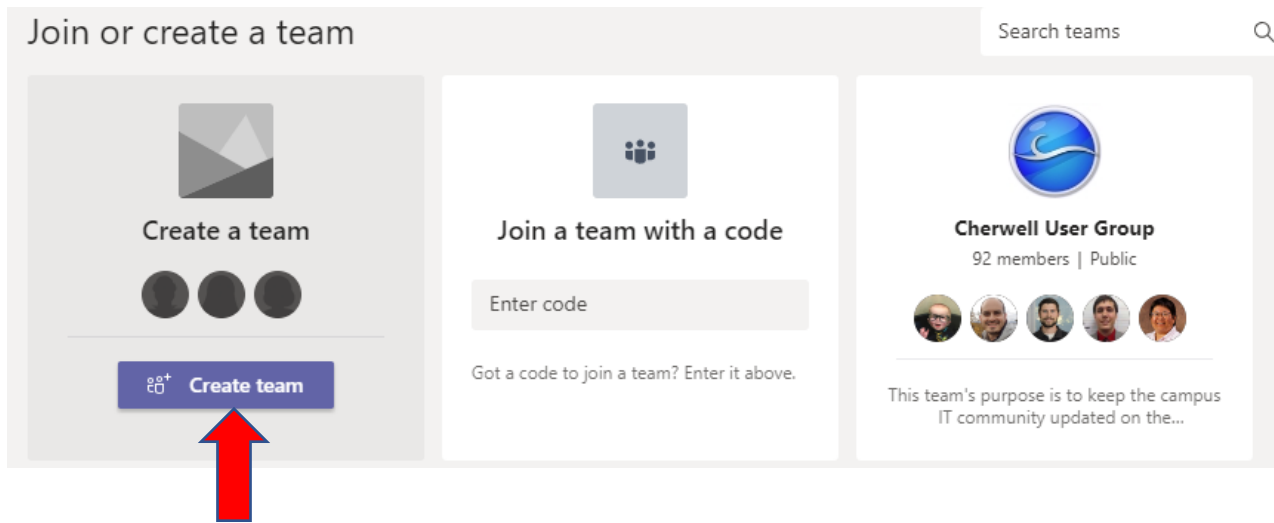 Join or create a team
Search teams
Create a team
Create team
Join a team with a code
Enter code
Got a code to join a team? Enter it above.
Cherwell User Group
92 members | Public
This team's purpose is to keep the campus
IT community updated on the...